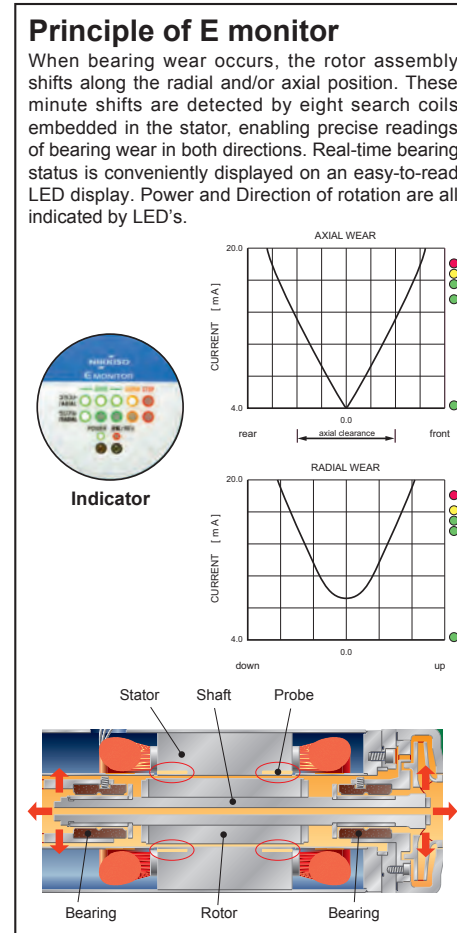 Principle of E monitor
When bearing wear occurs, the rotor assembly
shifts along the radial and/or axial position. These
minute shifts are detected by eight search coils
embedded in the stator, enabling precise readings
of bearing wear in both directions. Real-time bearing
status is conveniently displayed on an easy-to-read
LED display. Power and Direction of rotation are all
indicated by LED's.
AXIAL WEAR
20.0
CURRENT [ m A ]
4.0
0.0
rear
axial clearance
front
NIKKISO
E MONITOR
POWER
Indicator
RADIAL WEAR
20.0
CURRENT [ m A ]
4.0
0.0
down
up
Stator
Shaft
Probe
Bearing
Rotor
Bearing